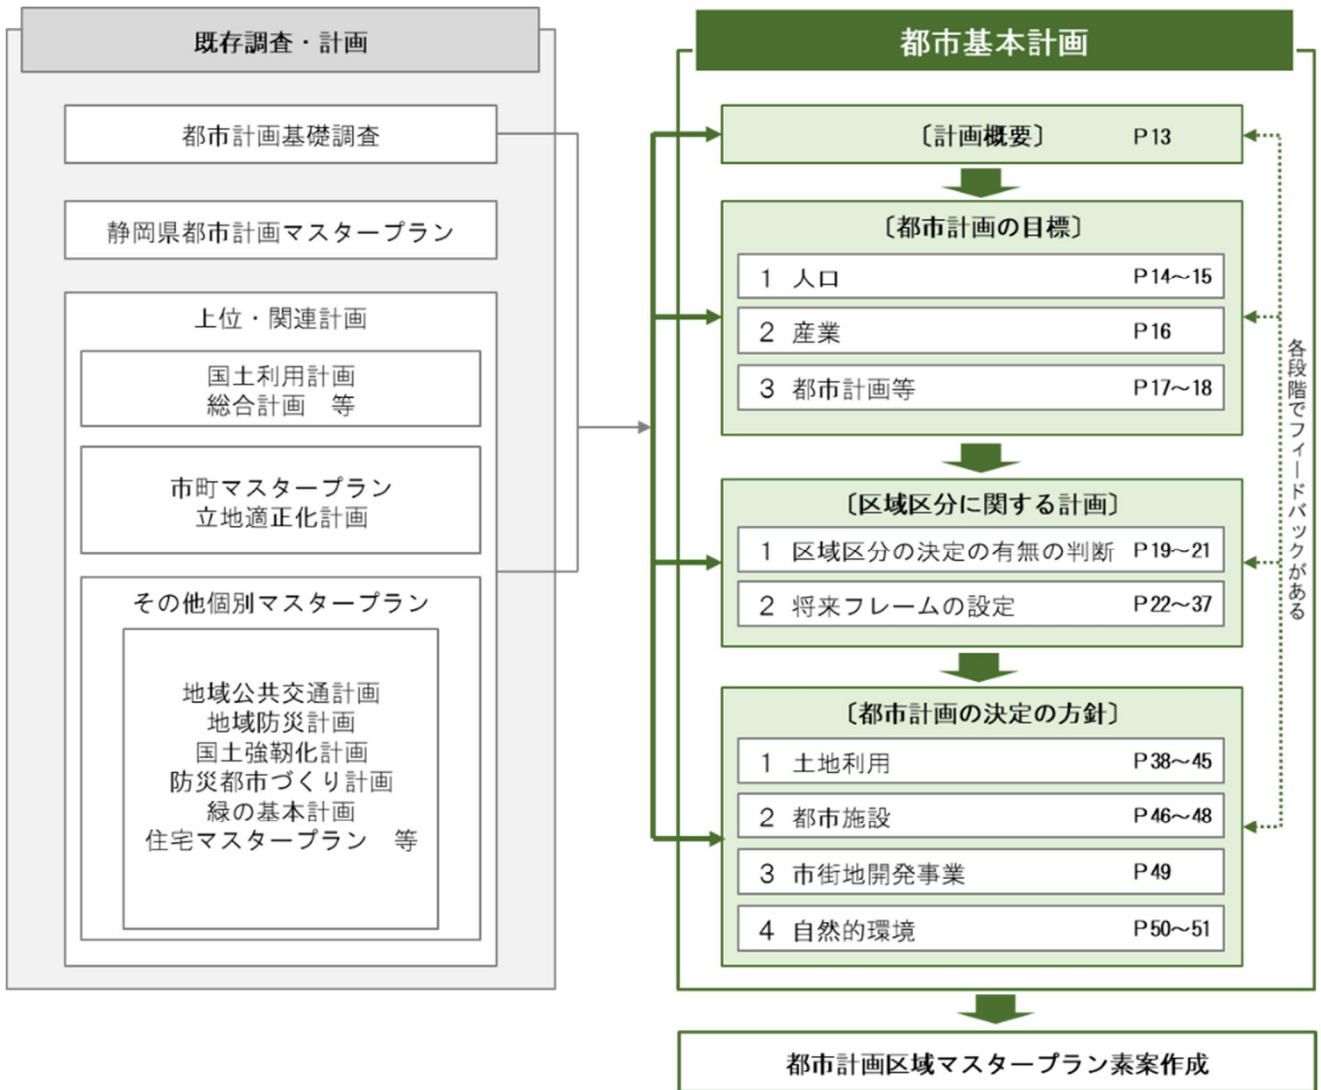 既存調査・計画
都市計画基礎調査
静岡県都市計画マスタープラン
上位・関連計画
国土利用計画
総合計画　等
市町マスタープラン
立地適正化計画
その他個別マスタープラン
地域公共交通計画
地域防災計画
国土強靭化計画
防災都市づくり計画
緑の基本計画
住宅マスタープラン　等
都市基本計画
〔計画概要〕 P13
〔都市計画の目標〕
1 人口 P14～15
2 産業 P16
3 都市計画等 P17～18
〔区域区分に関する計画〕
1 区域区分の決定の有無の判断 P19～21
2 将来フレームの設定 P22～37
〔都市計画の決定の方針〕
1 土地利用 P38～45
2 都市施設 P46～48
3 市街地開発事業 P49
4 自然的環境 P50～51
各段階でフィードバックがある
都市計画区域マスタープラン素案作成